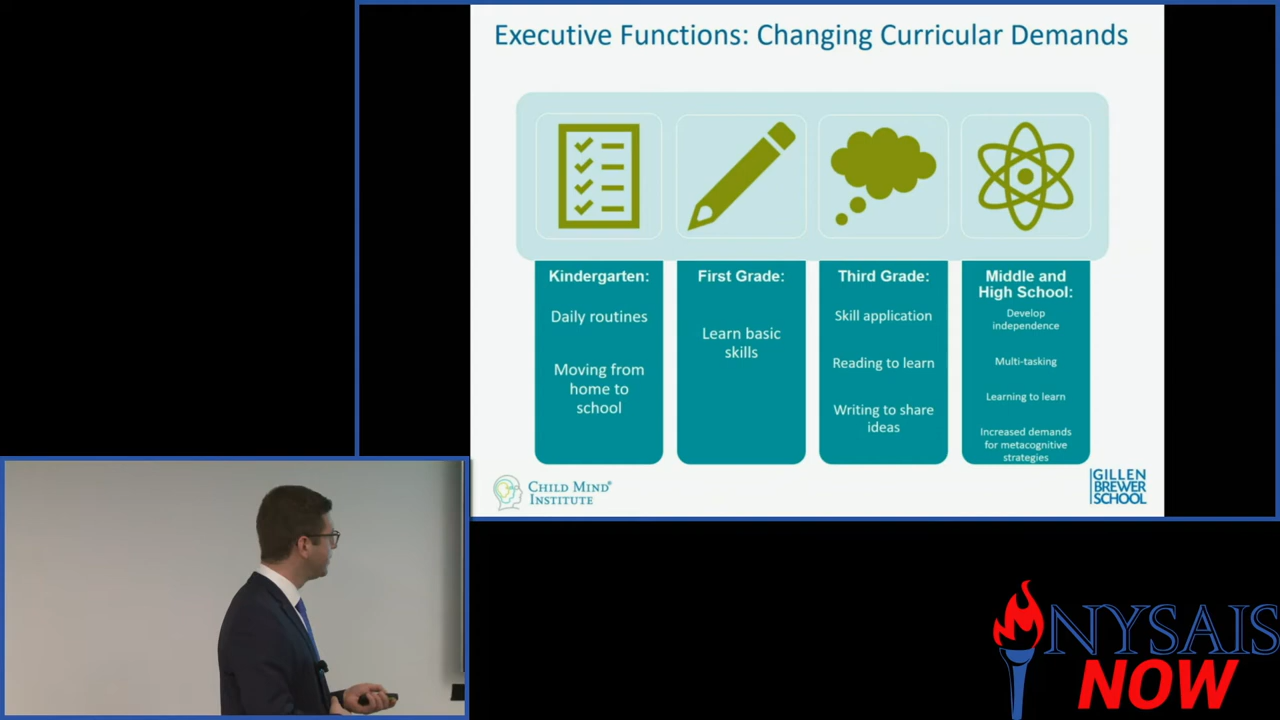 Executive Functions: Changing Curricular Demands
Kindergarten:
Daily routines
Moving from
home to
school
First Grade:
Learn basic
skills
Third Grade:
Skill application
Reading to learn
Writing to share
ideas
Middle and
High School:
Develop
independence
Multi-tasking
Learning to learn
Increased demands
for metacognitive
strategies
CHILD MIND®
INSTITUTE
GILLEN
BREWER
SCHOOL
NYSAIS
NOW